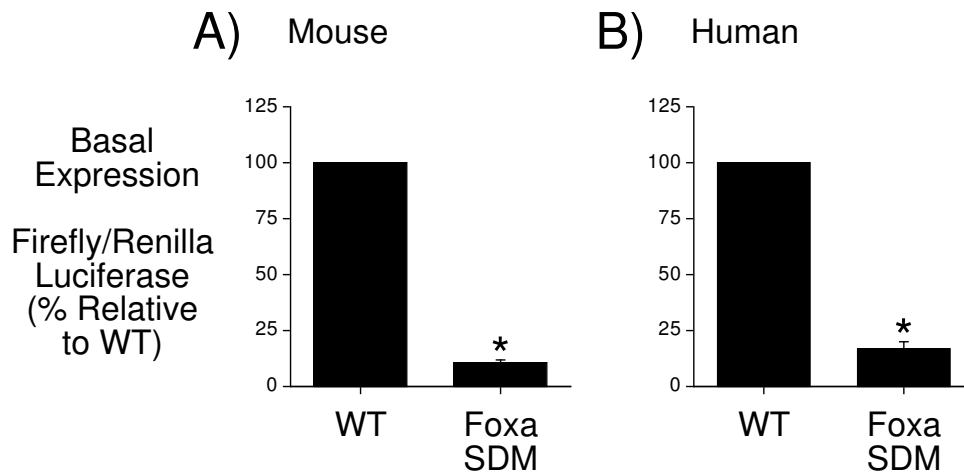 A) Mouse
B) Human
Basal
Expression
Firefly/Renilla
Luciferase
(% Relative
to WT)
125
100
75
50
25
0
*
WT
Foxa
SDM
125
100
75
50
25
0
*
WT
Foxa
SDM